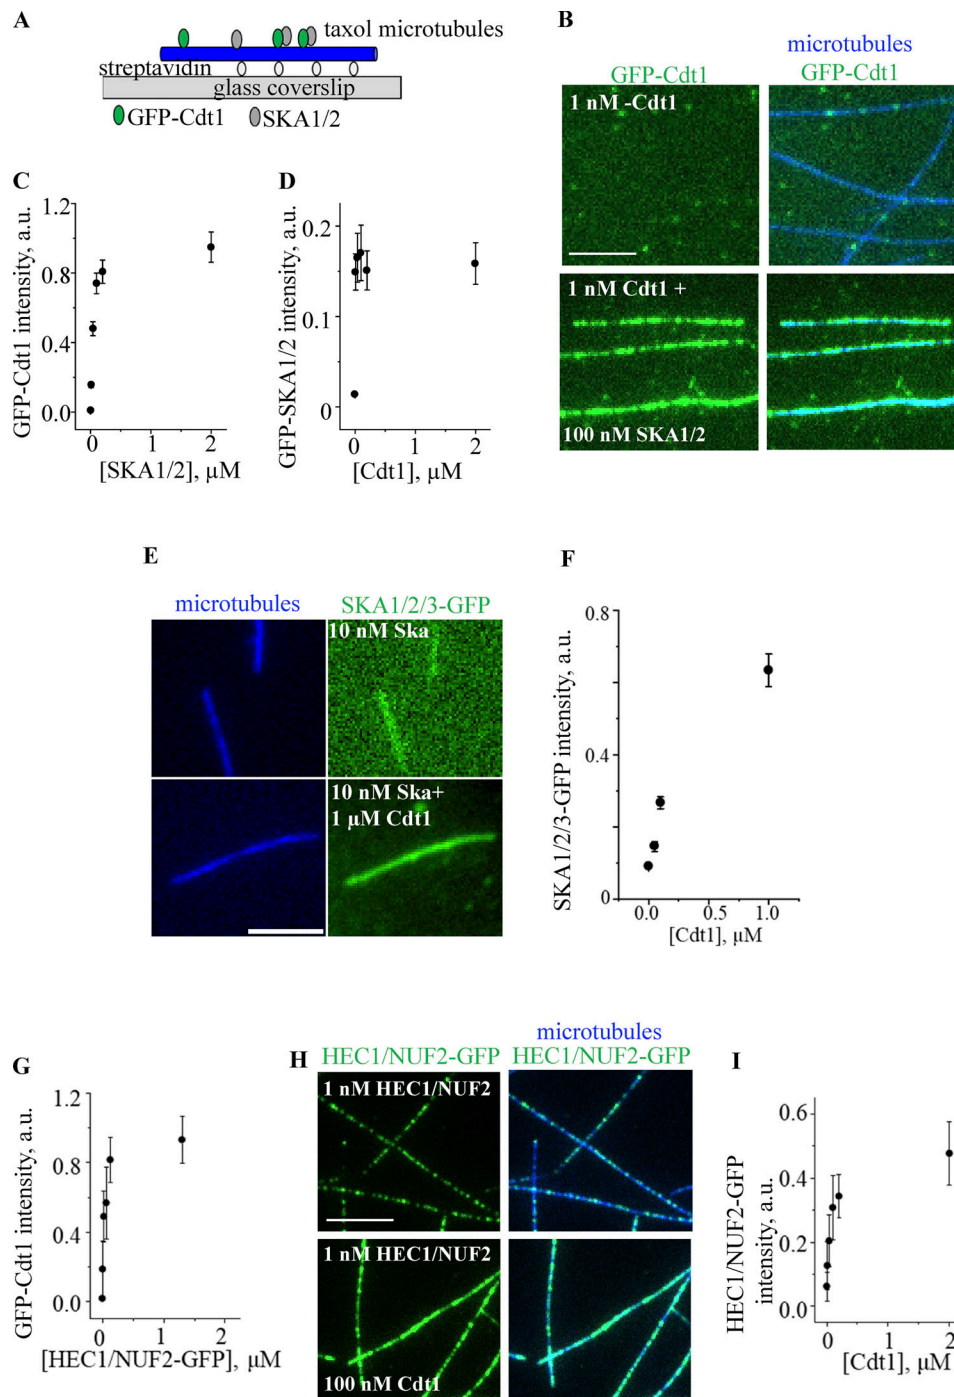 A
taxol microtubules
streptavidin
glass coverslip
GFP-Cdt1
SKA1/2
B
microtubules
GFP-Cdt1
GFP-Cdt1
1 nM -Cdt1
1 nM Cdt1 +
100 nM SKA1/2
C
GFP-Cdt1 intensity, a.u.
1.2
0.8
0.4
0.0
0
1
2
[SKA1/2], µM
D
GFP-SKA1/2 intensity, a.u.
0.2
0.1
0
0
1
2
[Cdt1], µM
E
microtubules
SKA1/2/3-GFP
10 nM Ska
10 nM Ska+
1 µM Cdt1
F
SKA1/2/3-GFP intensity, a.u.
0.8
0.4
0
0.0
0.5
1.0
[Cdt1], µM
G
GFP-Cdt1 intensity, a.u.
1.2
0.8
0.4
0.0
0
1
2
[HEC1/NUF2-GFP], µM
H
microtubules
HEC1/NUF2-GFP
HEC1/NUF2-GFP
1 nM HEC1/NUF2
1 nM HEC1/NUF2
100 nM Cdt1
I
HEC1/NUF2-GFP
intensity, a.u.
0.6
0.4
0.2
0.0
0
1
2
[Cdt1], µM